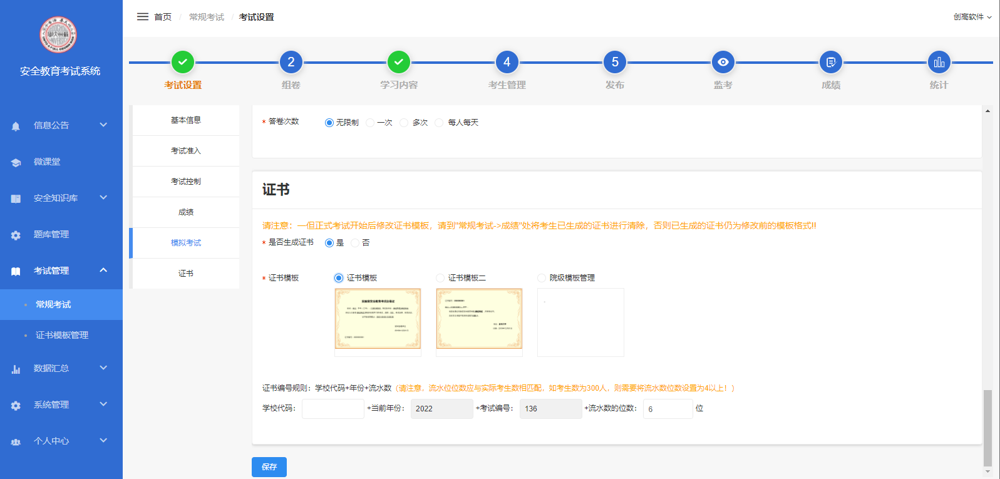 首页 / 常规考试 / 考试设置
创高软件
安全教育考试系统
信息公告
微课堂
安全知识库
题库管理
考试管理
常规考试
证书模板管理
数据汇总
系统管理
个人中心
2
4
5
考试设置
组卷
学习内容
考生管理
发布
监考
成绩
统计
基本信息
考试准入
考试控制
成绩
模拟考试
证书
* 答卷次数 无限制 一次 多次 每人每天
证书
请注意：一但正式考试开始后修改证书模板，请到"常规考试->成绩"处将考生已生成的证书进行清除，否则已生成的证书仍为修改前的模板格式!!
* 是否生成证书 是 否
* 证书模板 证书模板 证书模板二 院级模板管理
证书编号规则：学校代码+年份+流水数（请注意，流水位位数应与实际考生数相匹配，如考生数为300人，则需要将流水数位数设置为4以上！）
学校代码： +当前年份： 2022 +考试编号： 136 +流水数的位数： 6 位
保存